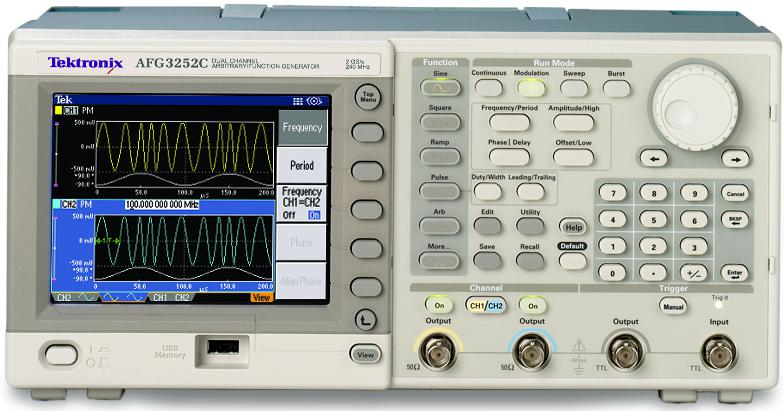 Tektronix AFG3252C DUAL CHANNEL ARBITRARY/FUNCTION GENERATOR 2 GS/s 240 MHz
Tek
CH1 PM
500 mV
0 mV
-500 mV
+90.0 °
-90.0 °
0 50.0 100.0 150.0 200.0
µS
CH2 PM 100.000 000 000 MHz
500 mV
0 mV
1/F
-500 mV
+90.0 °
-90.0 °
0 50.0 100.0 150.0 200.0
µS
CH2 CH1 CH2 View
Frequency
Period
Frequency
CH1=CH2
Off On
Phase
Align Phase
Top Menu
View
USB Memory
Function Run Mode
Sine Continuous Modulation Sweep Burst
Square Frequency/Period Amplitude/High
Ramp Phase | Delay Offset/Low
Pulse Duty/Width Leading/Trailing
Arb Edit Utility Help
More... Save Recall Default
7 8 9 Cancel
4 5 6 BKSP
1 2 3
0 . +/− Enter
Channel Trigger
On CH1/CH2 On Manual Trig'd
Output Output Output Input
50Ω 50Ω TTL TTL